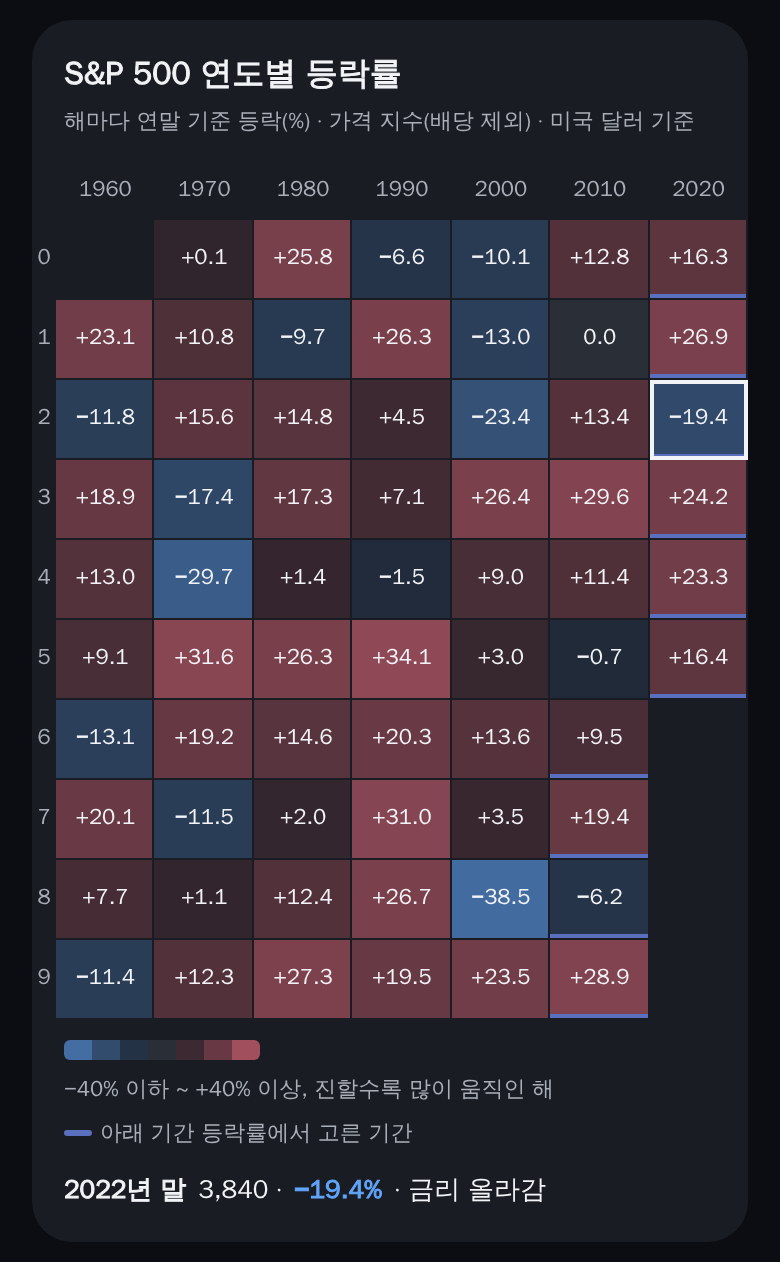 S&P 500 연도별 등락률
해마다 연말 기준 등락(%) · 가격 지수(배당 제외) · 미국 달러 기준
1960 1970 1980 1990 2000 2010 2020
0 +0.1 +25.8 −6.6 −10.1 +12.8 +16.3
1 +23.1 +10.8 −9.7 +26.3 −13.0 0.0 +26.9
2 −11.8 +15.6 +14.8 +4.5 −23.4 +13.4 −19.4
3 +18.9 −17.4 +17.3 +7.1 +26.4 +29.6 +24.2
4 +13.0 −29.7 +1.4 −1.5 +9.0 +11.4 +23.3
5 +9.1 +31.6 +26.3 +34.1 +3.0 −0.7 +16.4
6 −13.1 +19.2 +14.6 +20.3 +13.6 +9.5
7 +20.1 −11.5 +2.0 +31.0 +3.5 +19.4
8 +7.7 +1.1 +12.4 +26.7 −38.5 −6.2
9 −11.4 +12.3 +27.3 +19.5 +23.5 +28.9
−40% 이하 ~ +40% 이상, 진할수록 많이 움직인 해
아래 기간 등락률에서 고른 기간
2022년 말 3,840 · −19.4% · 금리 올라감